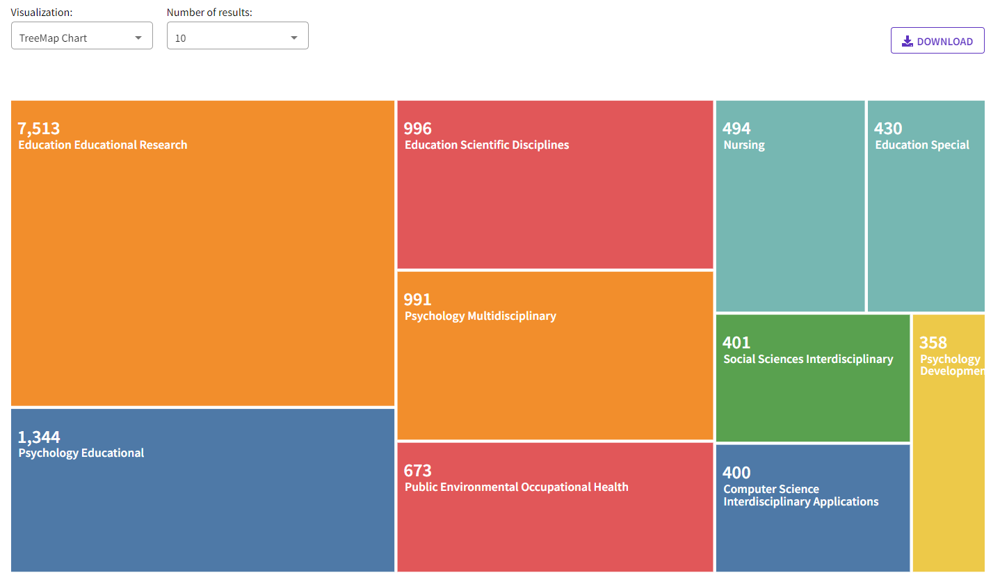 Visualization:
Number of results:
TreeMap Chart
10
DOWNLOAD
7,513
Education Educational Research
1,344
Psychology Educational
996
Education Scientific Disciplines
991
Psychology Multidisciplinary
673
Public Environmental Occupational Health
494
Nursing
430
Education Special
401
Social Sciences Interdisciplinary
400
Computer Science
Interdisciplinary Applications
358
Psychology
Developmen